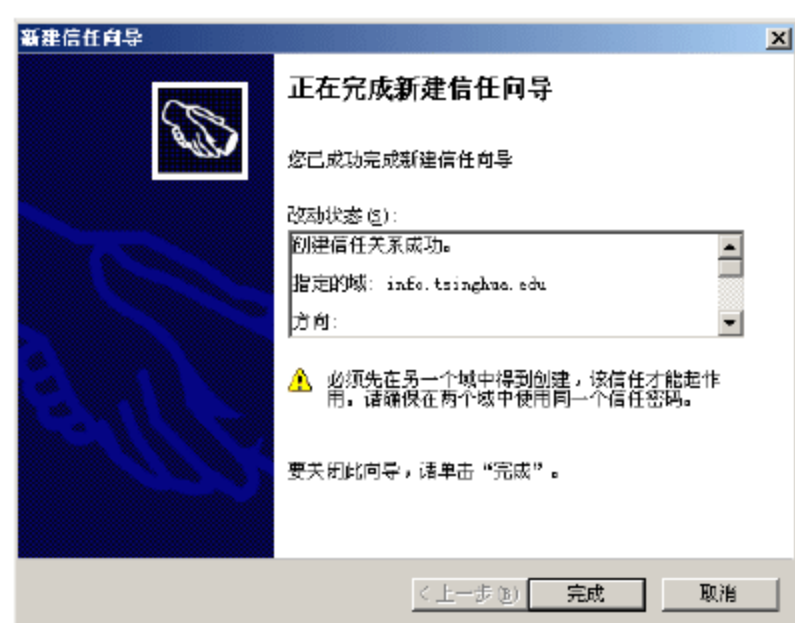 新建信任向导
正在完成新建信任向导
您已成功完成新建信任向导
改动状态(S):
创建信任关系成功。
指定的域: info.tsinghua.edu
方向:
必须先在另一个域中得到创建，该信任才能起作
用。请确保在两个域中使用同一个信任密码。
要关闭此向导，请单击“完成”。
<上一步(B) 完成 取消